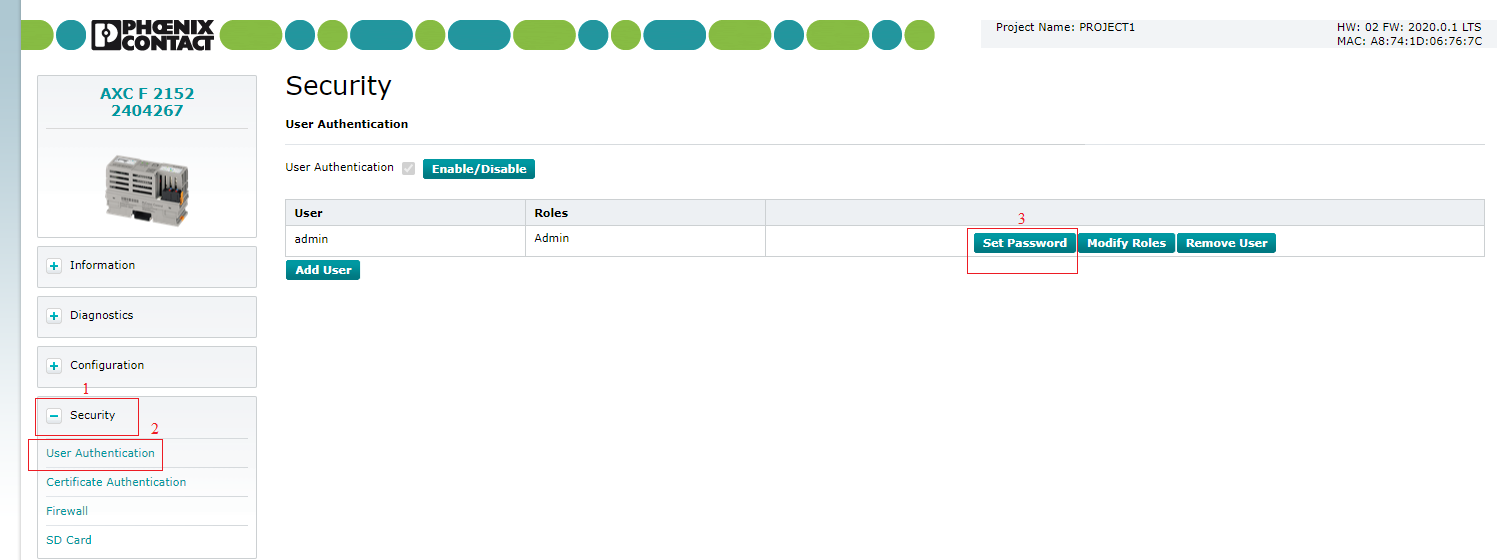 PHŒNIX
CONTACT
Project Name: PROJECT1
HW: 02 FW: 2020.0.1 LTS
MAC: A8:74:1D:06:76:7C
AXC F 2152
2404267
Information
Diagnostics
Configuration
1
Security
2
User Authentication
Certificate Authentication
Firewall
SD Card
Security
User Authentication
User Authentication Enable/Disable
User Roles
3
admin Admin Set Password Modify Roles Remove User
Add User